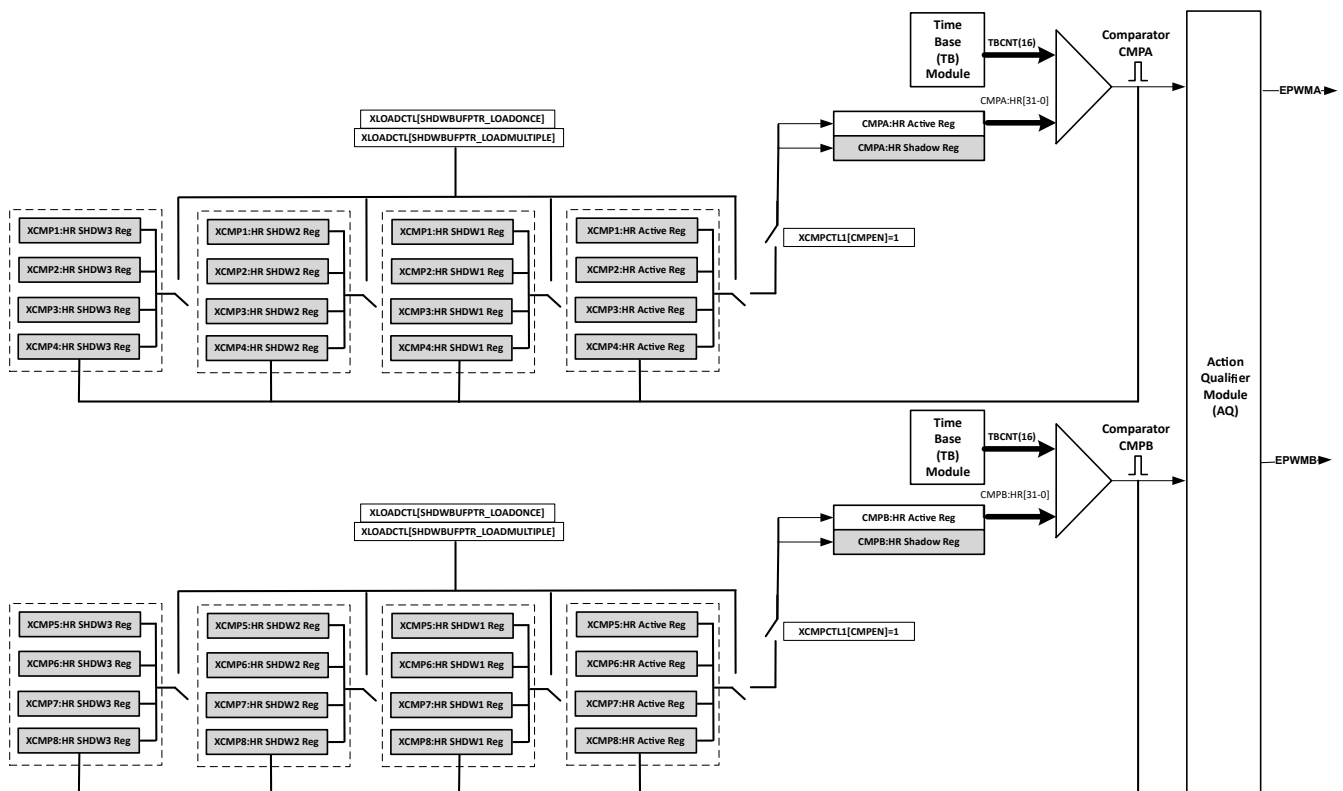 Time
Base
(TB)
Module
TBCNT(16)
Comparator
CMPA
CMPA:HR[31-0]
EPWMA
XLOADCTL[SHDWBUFPTR_LOADONCE]
XLOADCTL[SHDWBUFPTR_LOADMULTIPLE]
CMPA:HR Active Reg
CMPA:HR Shadow Reg
XCMPCTL1[CMPEN]=1
XCMP1:HR SHDW3 Reg
XCMP2:HR SHDW3 Reg
XCMP3:HR SHDW3 Reg
XCMP4:HR SHDW3 Reg
XCMP1:HR SHDW2 Reg
XCMP2:HR SHDW2 Reg
XCMP3:HR SHDW2 Reg
XCMP4:HR SHDW2 Reg
XCMP1:HR SHDW1 Reg
XCMP2:HR SHDW1 Reg
XCMP3:HR SHDW1 Reg
XCMP4:HR SHDW1 Reg
XCMP1:HR Active Reg
XCMP2:HR Active Reg
XCMP3:HR Active Reg
XCMP4:HR Active Reg
Action
Qualifier
Module
(AQ)
Time
Base
(TB)
Module
TBCNT(16)
Comparator
CMPB
CMPB:HR[31-0]
EPWMB
XLOADCTL[SHDWBUFPTR_LOADONCE]
XLOADCTL[SHDWBUFPTR_LOADMULTIPLE]
CMPB:HR Active Reg
CMPB:HR Shadow Reg
XCMPCTL1[CMPEN]=1
XCMP5:HR SHDW3 Reg
XCMP6:HR SHDW3 Reg
XCMP7:HR SHDW3 Reg
XCMP8:HR SHDW3 Reg
XCMP5:HR SHDW2 Reg
XCMP6:HR SHDW2 Reg
XCMP7:HR SHDW2 Reg
XCMP8:HR SHDW2 Reg
XCMP5:HR SHDW1 Reg
XCMP6:HR SHDW1 Reg
XCMP7:HR SHDW1 Reg
XCMP8:HR SHDW1 Reg
XCMP5:HR Active Reg
XCMP6:HR Active Reg
XCMP7:HR Active Reg
XCMP8:HR Active Reg